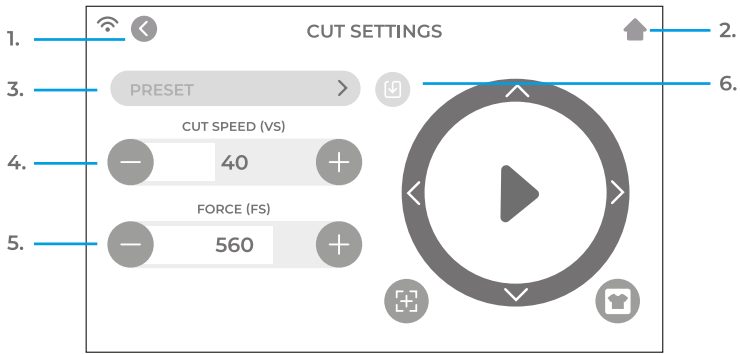 CUT SETTINGS
1.
2.
3.
PRESET
6.
CUT SPEED (VS)
4.
40
FORCE (FS)
5.
560